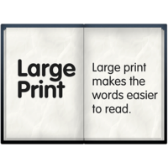 Large
Print
Large print
makes the
words easier
to read.